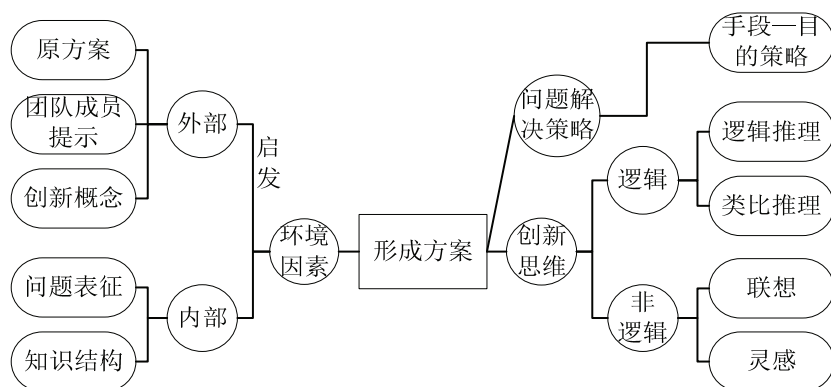 原方案
团队成员
提示
创新概念
外部
启
发
问题表征
知识结构
内部
环境
因素
形成方案
问题解
决策略
手段—目
的策略
创新
思维
逻辑
逻辑推理
类比推理
非
逻辑
联想
灵感